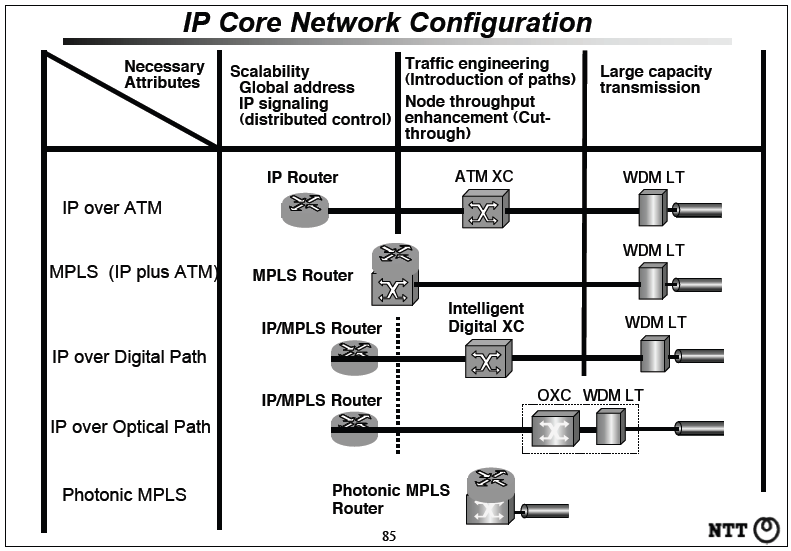 IP Core Network Configuration
Necessary
Attributes
Scalability
Global address
IP signaling
(distributed control)
Traffic engineering
(Introduction of paths)
Node throughput
enhancement (Cut-
through)
Large capacity
transmission
IP over ATM
IP Router
ATM XC
WDM LT
MPLS (IP plus ATM)
MPLS Router
WDM LT
IP over Digital Path
IP/MPLS Router
Intelligent
Digital XC
WDM LT
IP over Optical Path
IP/MPLS Router
OXC
WDM LT
Photonic MPLS
Photonic MPLS
Router
85
NTT